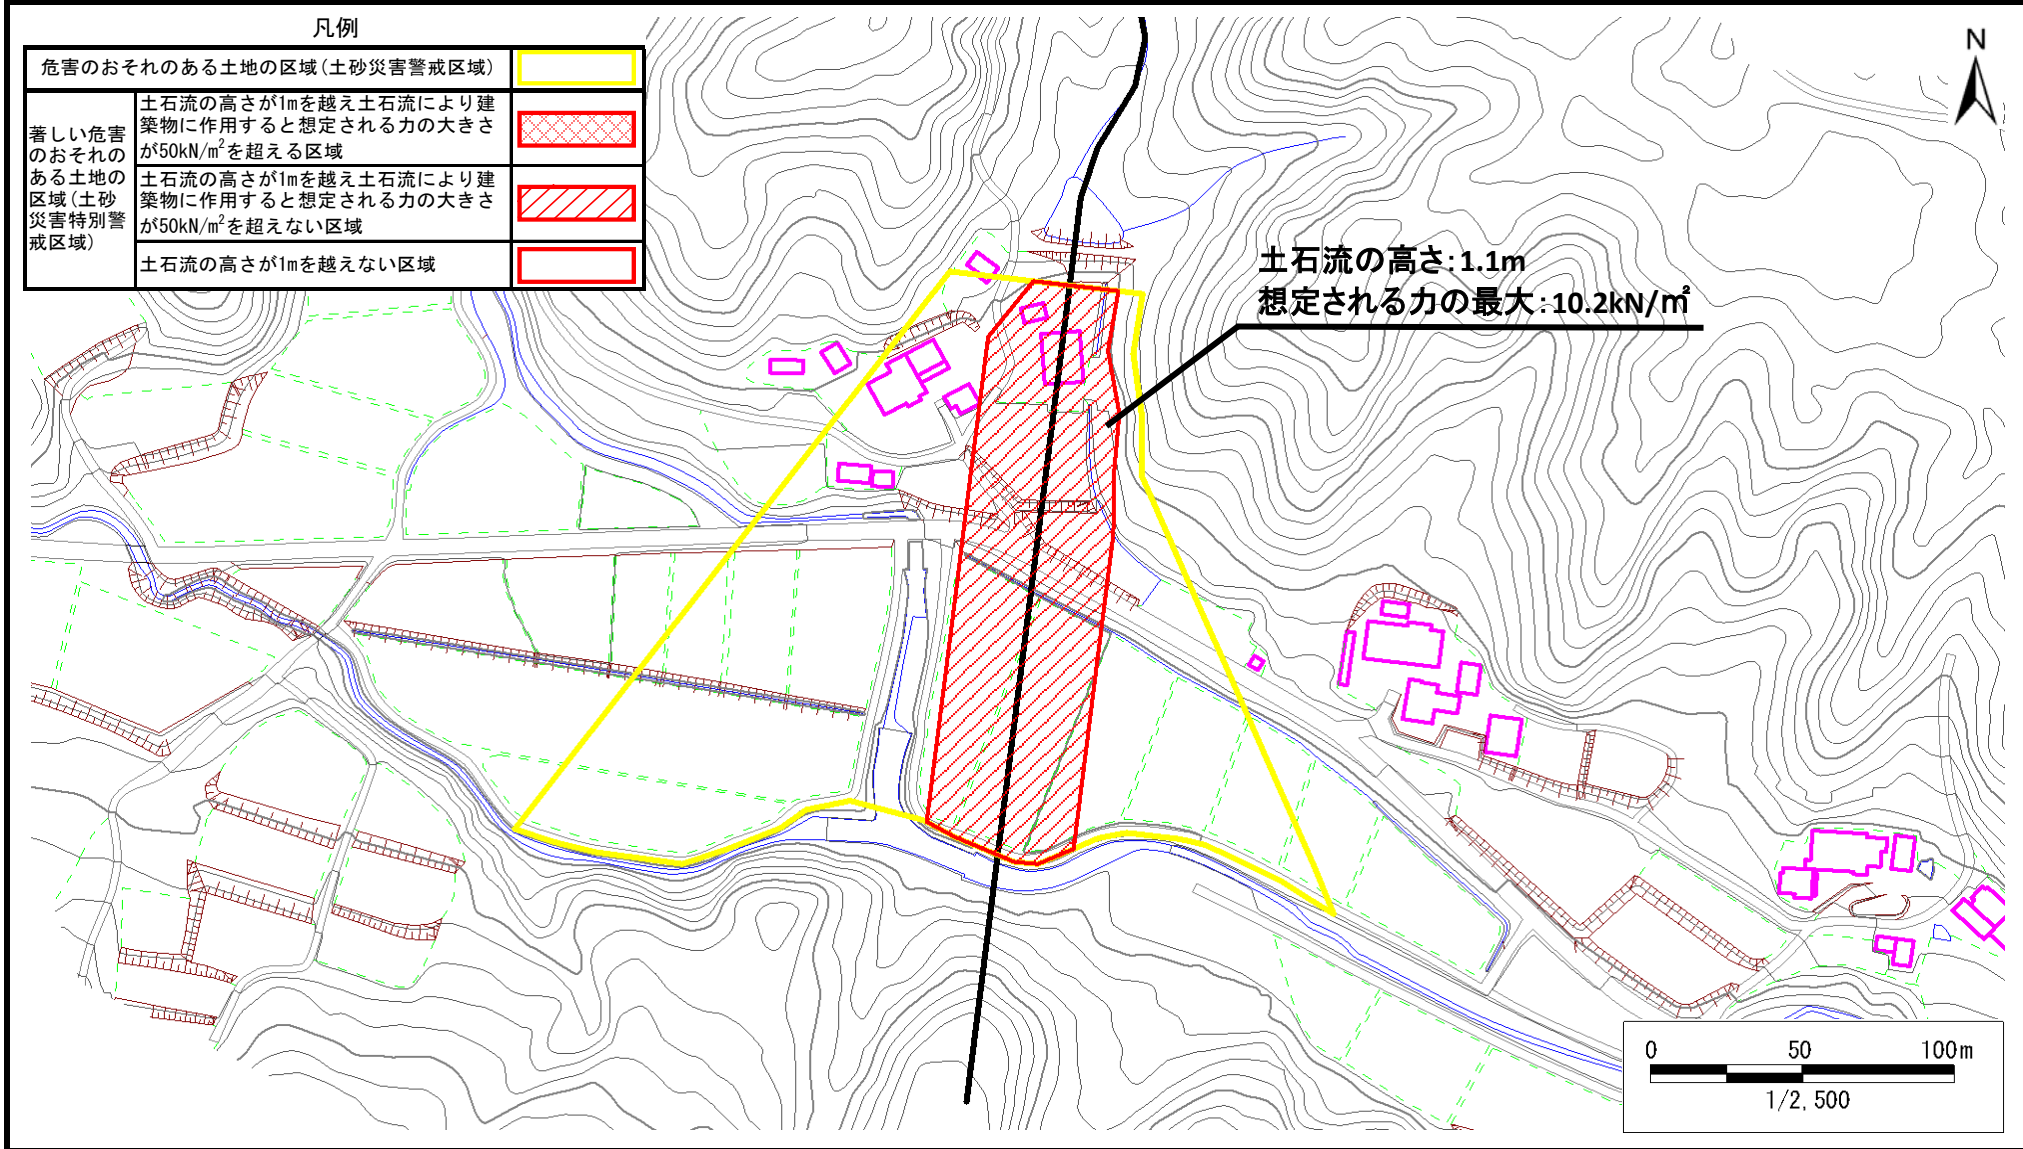 凡例
危害のおそれのある土地の区域(土砂災害警戒区域)
著しい危害
のおそれの
ある土地の
区域(土砂
災害特別警
戒区域)
土石流の高さが1mを越え土石流により建
築物に作用すると想定される力の大きさ
が50kN/㎡を超える区域
土石流の高さが1mを越え土石流により建
築物に作用すると想定される力の大きさ
が50kN/㎡を超えない区域
土石流の高さが1mを越えない区域
N
土石流の高さ:1.1m
想定される力の最大:10.2kN/㎡
0 50 100m
1/2,500